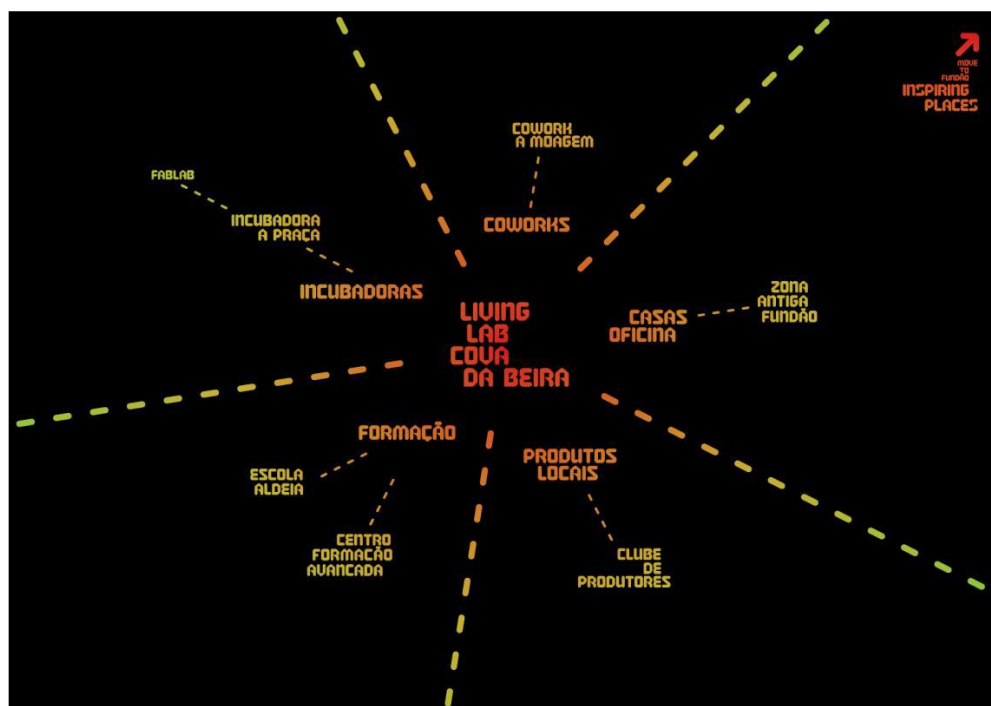 MOVE
TO
FUNDÃO
INSPIRING
PLACES
COWORK
A MOAGEM
COWORKS
FABLAB
INCUBADORA
A PRAÇA
INCUBADORAS
ZONA
ANTIGA
FUNDÃO
CASAS
OFICINA
LIVING
LAB
COVA
DA BEIRA
FORMAÇÃO
ESCOLA
ALDEIA
CENTRO
FORMAÇÃO
AVANCADA
PRODUTOS
LOCAIS
CLUBE
DE
PRODUTORES